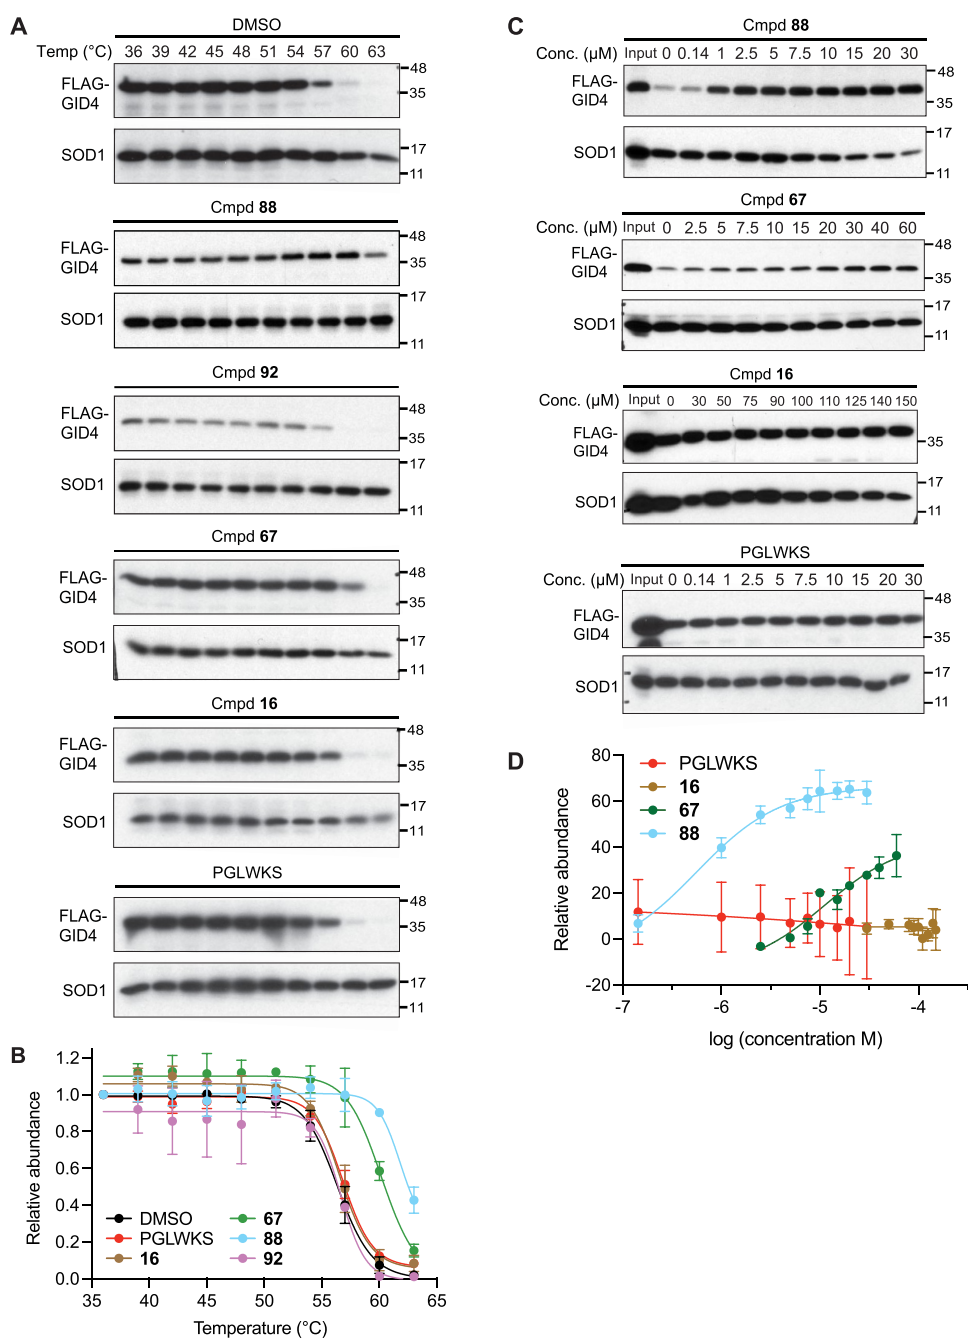 A
DMSO
Temp (°C) 36 39 42 45 48 51 54 57 60 63
FLAG-
GID4
48
35
SOD1
17
11
Cmpd 88
FLAG-
GID4
48
35
SOD1
17
11
Cmpd 92
FLAG-
GID4
48
35
SOD1
17
11
Cmpd 67
FLAG-
GID4
48
35
SOD1
17
11
Cmpd 16
FLAG-
GID4
48
35
SOD1
17
11
PGLWKS
FLAG-
GID4
48
35
SOD1
17
11
B
Relative abundance
1.2
1.0
0.8
0.6
0.4
0.2
0.0
DMSO
PGLWKS
16
67
88
92
35 40 45 50 55 60 65
Temperature (°C)
C
Cmpd 88
Conc. (μM) Input 0 0.14 1 2.5 5 7.5 10 15 20 30
FLAG-
GID4
48
35
SOD1
17
11
Cmpd 67
Conc. (μM) Input 0 2.5 5 7.5 10 15 20 30 40 60
FLAG-
GID4
48
35
SOD1
17
11
Cmpd 16
Conc. (μM) Input 0 30 50 75 90 100 110 125 140 150
FLAG-
GID4
35
SOD1
17
11
PGLWKS
Conc. (μM) Input 0 0.14 1 2.5 5 7.5 10 15 20 30
FLAG-
GID4
48
35
SOD1
17
11
D
Relative abundance
80
60
40
20
0
-20
PGLWKS
16
67
88
-7 -6 -5 -4
log (concentration M)